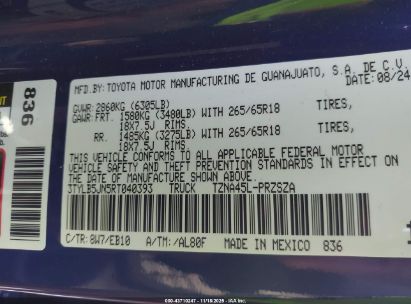 MFD BY: TOYOTA MOTOR MANUFACTURING DE GUANAJUATO, S.A. DE C.V.
DATE: 08/24
GVWR: 2860KG (6305LB)
GAWR: FRT. 1580KG (3480LB) WITH 265/65R18 TIRES,
18X7.5J RIMS
RR. 1485KG (3275LB) WITH 265/65R18 TIRES,
18X7.5J RIMS.
THIS VEHICLE CONFORMS TO ALL APPLICABLE FEDERAL MOTOR
VEHICLE SAFETY AND THEFT PREVENTION STANDARDS IN EFFECT ON THE
DATE OF MANUFACTURE SHOWN ABOVE.
3TYLB5JN5RT040393 TRUCK TZNA45L-PRZSZA
C/TR: 8W7/EB10 A/TM: /AL80F MADE IN MEXICO 836
836